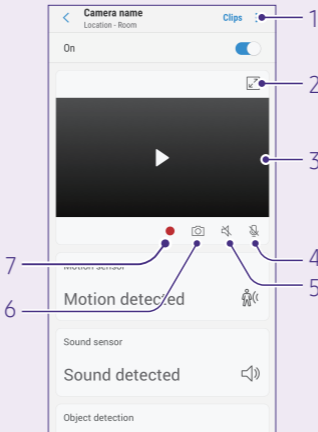 Camera name
Clips
Location - Room
1
On
2
3
4
5
7
6
Motion sensor
Motion detected
Sound sensor
Sound detected
Object detection